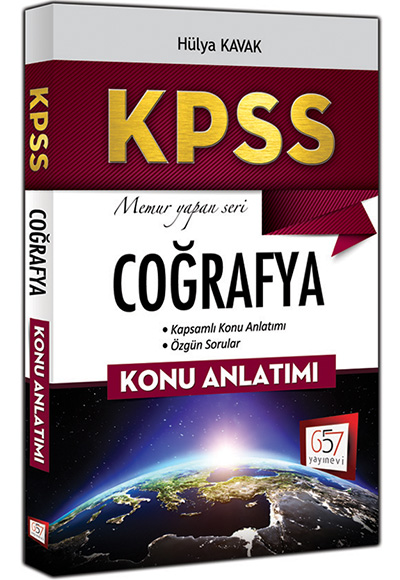 Hülya KAVAK
KPSS
Memur yapan seri
COĞRAFYA
• Kapsamlı Konu Anlatımı
• Özgün Sorular
KONU ANLATIMI
657
yayınevi
KPSS
COĞRAFYA
KONU ANLATIMI
657
yayınevi